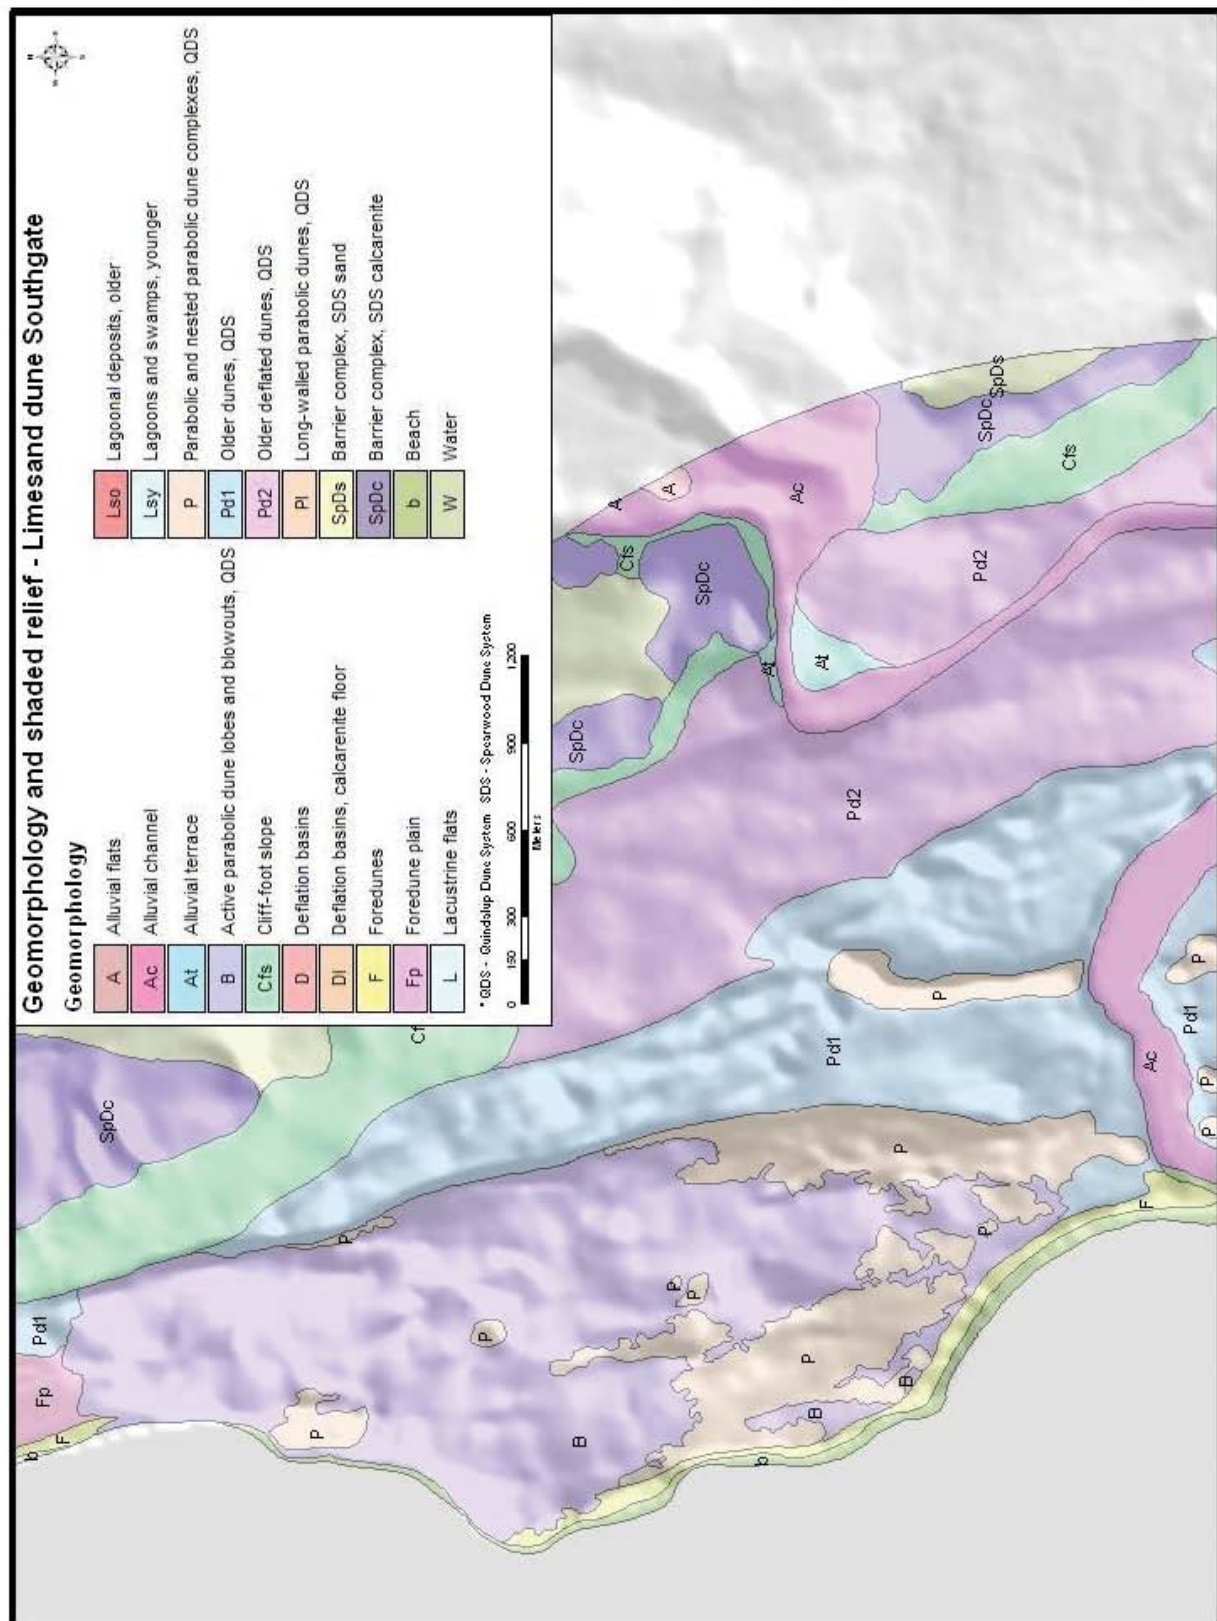 Geomorphology and shaded relief - Limesand dune Southgate
Geomorphology
A Alluvial flats
Ac Alluvial channel
At Alluvial terrace
B Active parabolic dune lobes and blowouts, QDS
Cfs Cliff-foot slope
D Deflation basins
Dl Deflation basins, calcarenite floor
F Foredunes
Fp Foredune plain
L Lacustrine flats
Lso Lagoonal deposits, older
Lsy Lagoons and swamps, younger
P Parabolic and nested parabolic dune complexes, QDS
Pd1 Older dunes, QDS
Pd2 Older deflated dunes, QDS
Pl Long-walled parabolic dunes, QDS
SpDs Barrier complex, SDS sand
SpDc Barrier complex, SDS calcarenite
b Beach
W Water
* QDS - Quindalup Dune System SDS - Spearwood Dune System
0 150 300 600 900 1,200
Meters
b
F
Fp
Pd1
SpDc
P
P
Cf
B
P
P
P
b
B
P
B
P
P
F
Pd1
P
Pd2
SpDc
Cfs
SpDc
At
At
A
A
Ac
Pd2
Cfs
SpDc
SpDs
Ac
Pd1
P
P
P